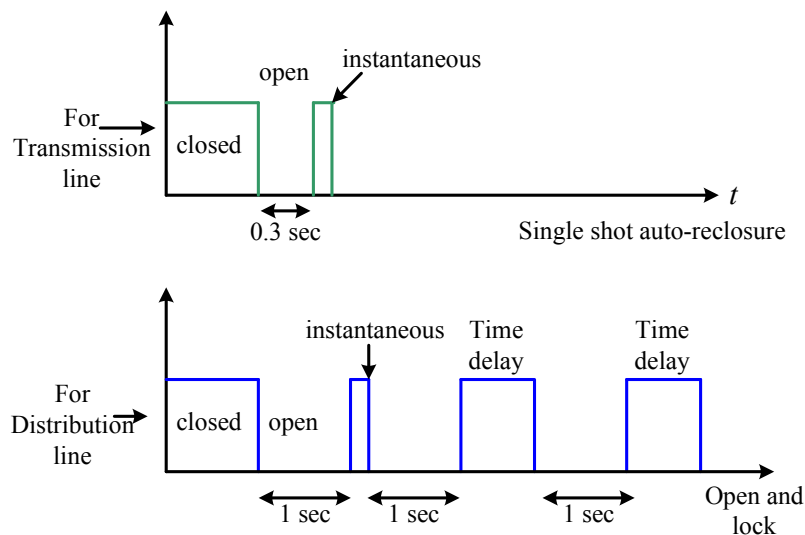 open
instantaneous
For
Transmission
line
closed
t
0.3 sec
Single shot auto-reclosure
instantaneous
Time
delay
Time
delay
For
Distribution
line
closed
open
1 sec
1 sec
1 sec
Open and
lock